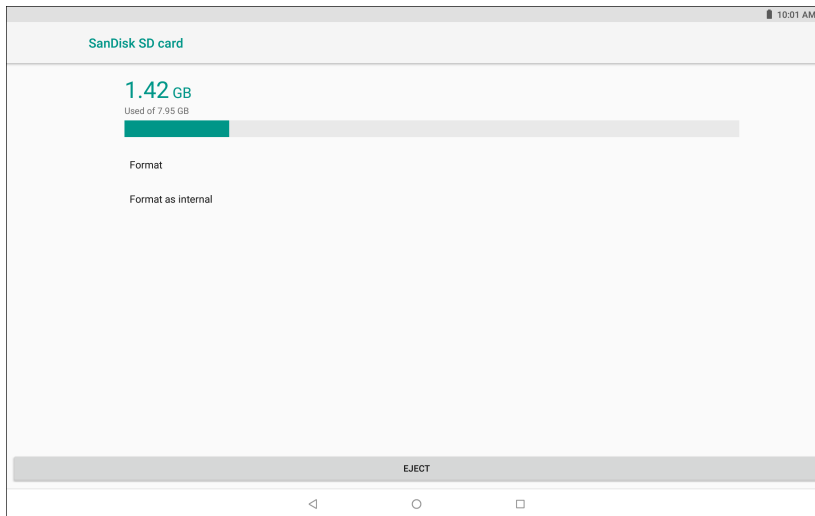 10:01 AM
SanDisk SD card
1.42 GB
Used of 7.95 GB
Format
Format as internal
EJECT